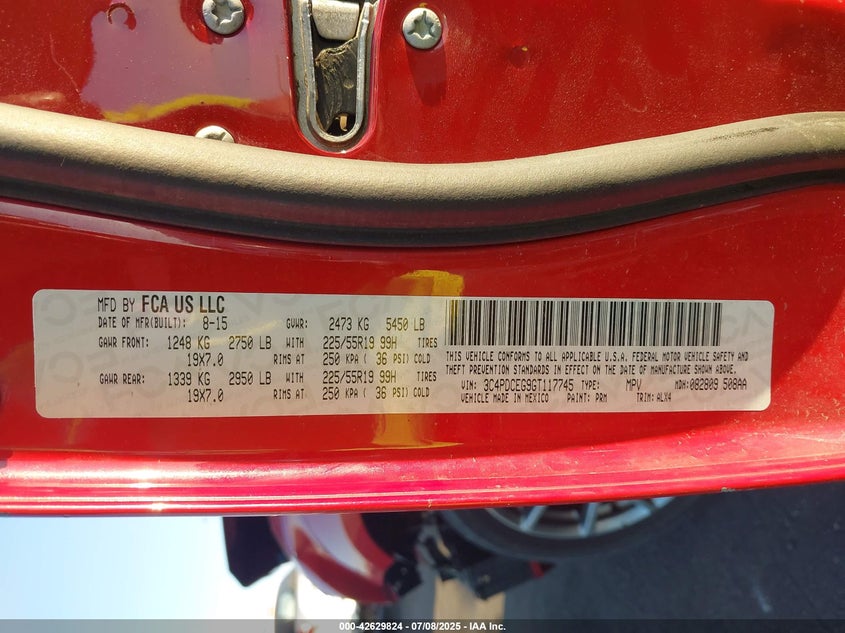 MFD BY FCA US LLC
DATE OF MFR(BUILT): 8-15 GVWR: 2473 KG 5450 LB
GAWR FRONT: 1248 KG 2750 LB WITH 225/55R19 99H TIRES
19X7.0 RIMS AT 250 KPA ( 36 PSI) COLD
GAWR REAR: 1339 KG 2950 LB WITH 225/55R19 99H TIRES
19X7.0 RIMS AT 250 KPA ( 36 PSI) COLD
THIS VEHICLE CONFORMS TO ALL APPLICABLE U.S.A. FEDERAL MOTOR VEHICLE SAFETY AND
THEFT PREVENTION STANDARDS IN EFFECT ON THE DATE OF MANUFACTURE SHOWN ABOVE.
VIN: 3C4PDCEG9GT117745 TYPE: MPV MDH: 082809 508AA
VEHICLE MADE IN MEXICO PAINT: PRM TRIM: ALX4
000-42629824 - 07/08/2025 - IAA Inc.